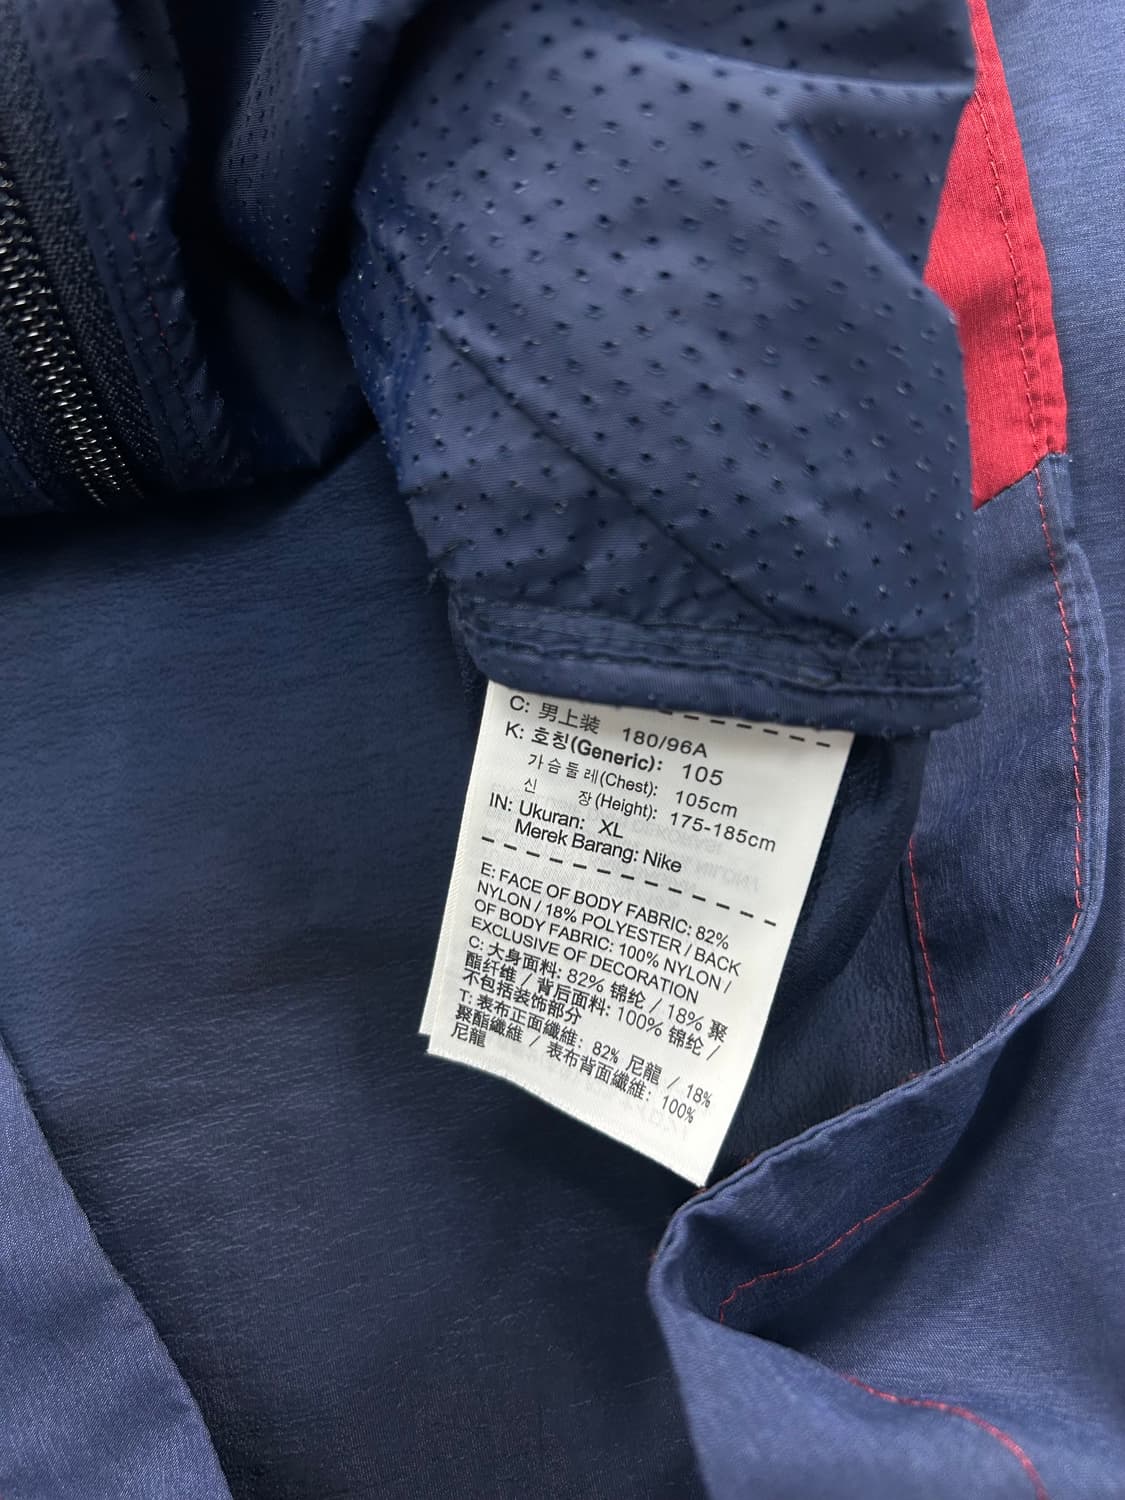 C: 男上装 180/96A
K: 호칭(Generic): 105
가슴둘레(Chest): 105cm
신 장(Height): 175-185cm
IN: Ukuran: XL
Merek Barang: Nike
E: FACE OF BODY FABRIC: 82%
NYLON / 18% POLYESTER / BACK
OF BODY FABRIC: 100% NYLON /
EXCLUSIVE OF DECORATION
C: 大身面料: 82% 锦纶 / 18% 聚
酯纤维 / 背后面料: 100% 锦纶 /
不包括装饰部分
T: 表布正面纖維: 82% 尼龍 / 18%
聚酯纖維 / 表布背面纖維: 100%
尼龍